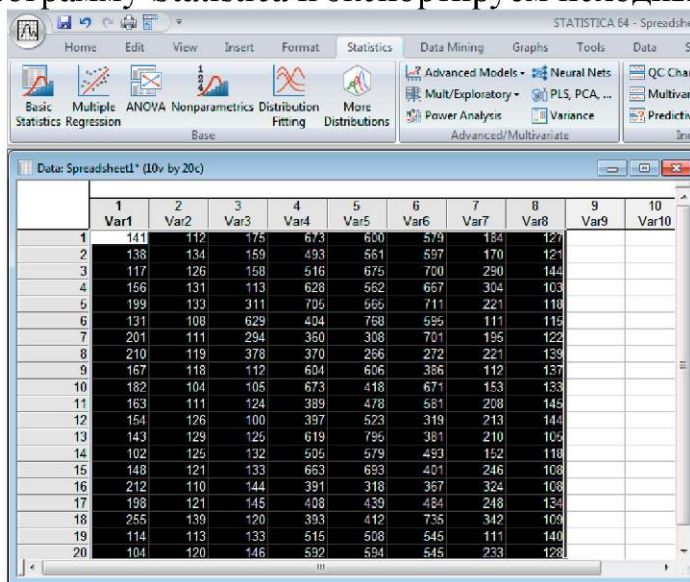 программу Statistica и экспортируем исходны
STATISTICA 64 - Spreadshe
Home Edit View Insert Format Statistics Data Mining Graphs Tools Data S
Basic Statistics Multiple Regression ANOVA Nonparametrics Distribution Fitting More Distributions
Advanced Models Neural Nets QC Char
Mult/Exploratory PLS, PCA, ... Multivar
Power Analysis Variance Predictiv
Base Advanced/Multivariate In
Data: Spreadsheet1* (10v by 20c)
1 2 3 4 5 6 7 8 9 10
Var1 Var2 Var3 Var4 Var5 Var6 Var7 Var8 Var9 Var10
1 141 112 175 673 600 579 184 127
2 138 134 159 493 561 597 170 121
3 117 126 158 516 675 700 290 144
4 156 131 113 628 562 667 304 103
5 199 133 311 705 565 711 221 118
6 131 108 629 404 768 595 111 115
7 201 111 294 360 308 701 195 122
8 210 119 378 370 266 272 221 139
9 167 118 112 604 606 386 112 137
10 182 104 105 673 418 671 153 133
11 163 111 124 389 478 581 208 145
12 154 126 100 397 523 319 213 144
13 143 129 125 619 795 381 210 105
14 102 125 132 505 579 493 152 118
15 148 121 133 663 693 401 246 108
16 212 110 144 391 318 367 324 108
17 198 121 145 408 439 484 248 134
18 255 139 120 393 412 735 342 109
19 114 113 133 515 508 545 111 140
20 104 120 146 592 594 545 233 128